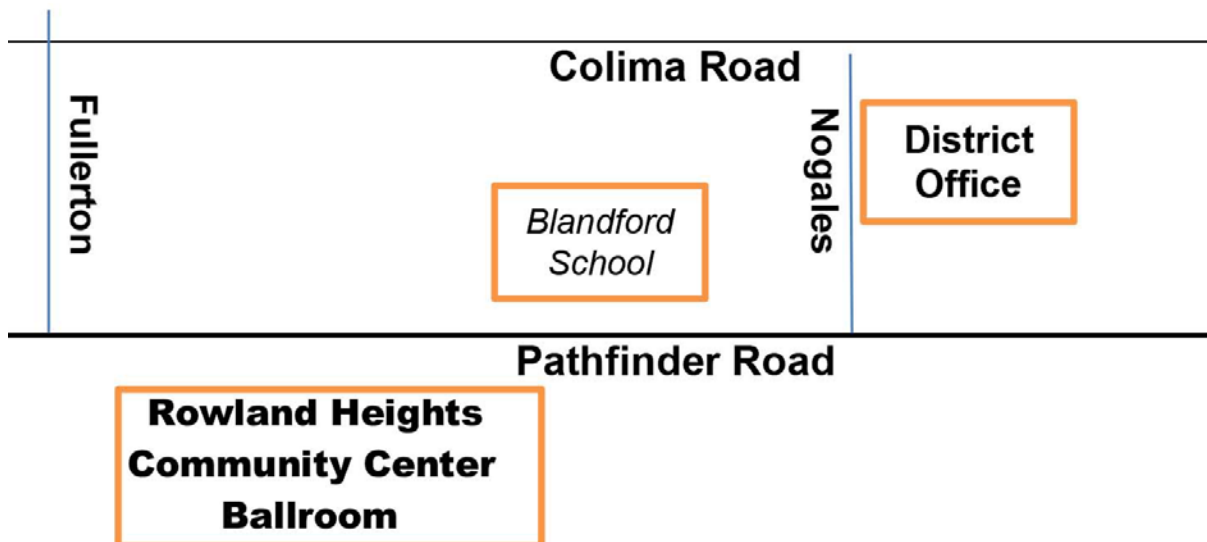 Colima Road
Fullerton
Nogales
District
Office
Blandford
School
Pathfinder Road
Rowland Heights
Community Center
Ballroom